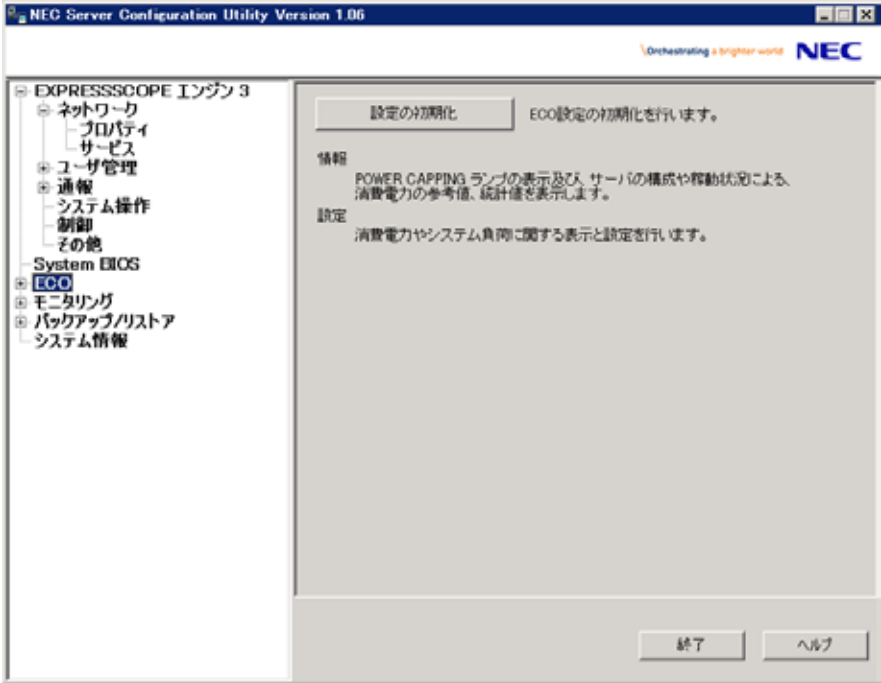 NEC Server Configuration Utility Version 1.06
\Orchestrating a brighter world NEC
EXPRESSSCOPE エンジン 3
ネットワーク
プロパティ
サービス
ユーザ管理
通報
システム操作
制御
その他
System BIOS
ECO
モニタリング
バックアップ/リストア
システム情報
設定の初期化 ECO設定の初期化を行います。
情報
POWER CAPPING ランプの表示及び、サーバの構成や稼動状況による、
消費電力の参考値、統計値を表示します。
設定
消費電力やシステム負荷に関する表示と設定を行います。
終了 ヘルプ